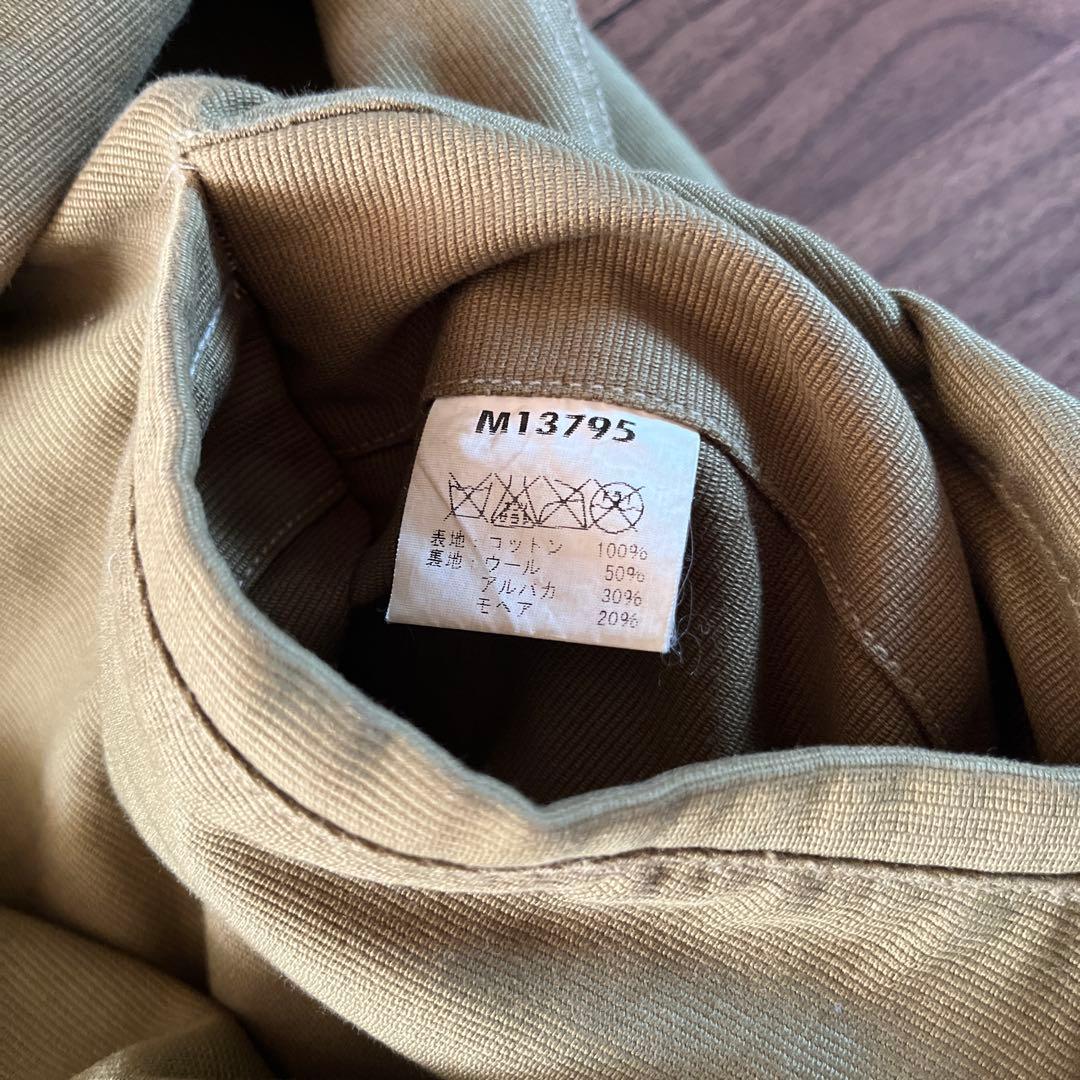 M13795
表地・コットン 100%
裏地・ウール 50%
アルパカ 30%
モヘア 20%